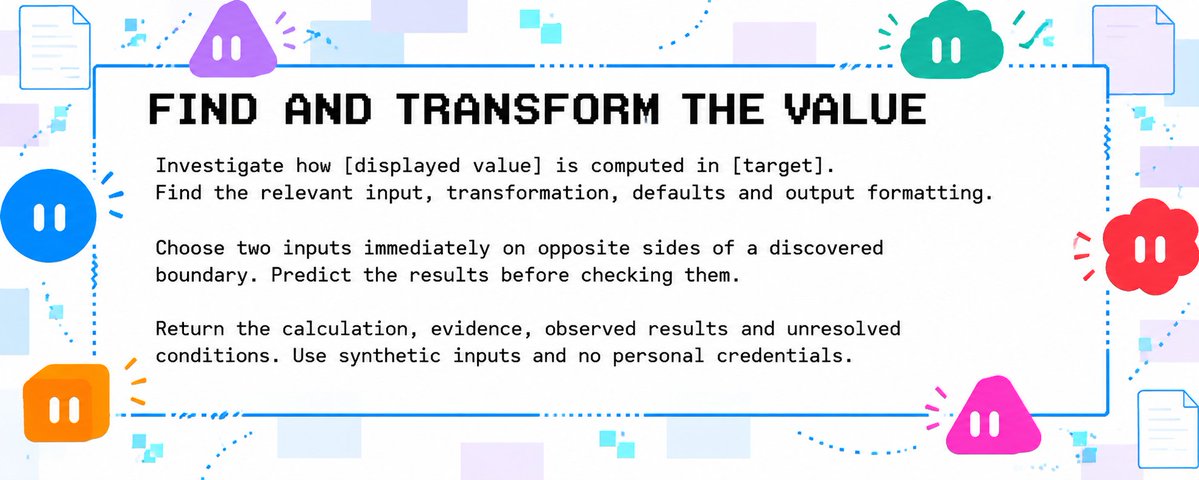 FIND AND TRANSFORM THE VALUE
Investigate how [displayed value] is computed in [target].
Find the relevant input, transformation, defaults and output formatting.
Choose two inputs immediately on opposite sides of a discovered
boundary. Predict the results before checking them.
Return the calculation, evidence, observed results and unresolved
conditions. Use synthetic inputs and no personal credentials.